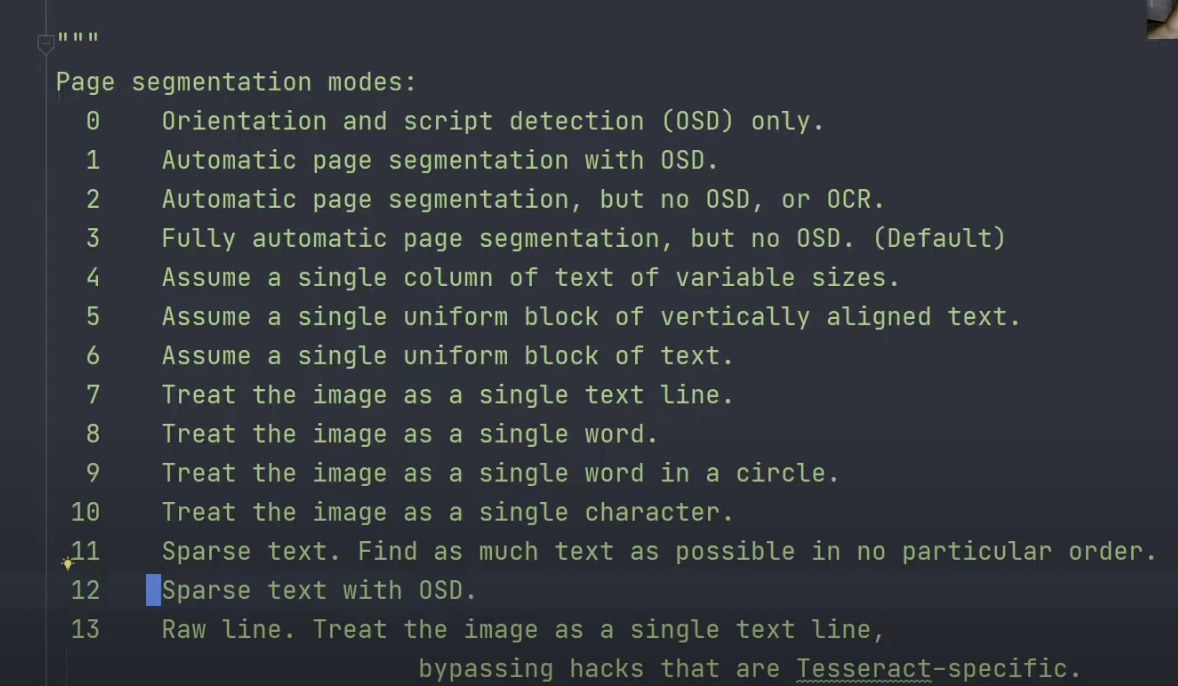 """
Page segmentation modes:
0 Orientation and script detection (OSD) only.
1 Automatic page segmentation with OSD.
2 Automatic page segmentation, but no OSD, or OCR.
3 Fully automatic page segmentation, but no OSD. (Default)
4 Assume a single column of text of variable sizes.
5 Assume a single uniform block of vertically aligned text.
6 Assume a single uniform block of text.
7 Treat the image as a single text line.
8 Treat the image as a single word.
9 Treat the image as a single word in a circle.
10 Treat the image as a single character.
11 Sparse text. Find as much text as possible in no particular order.
12 Sparse text with OSD.
13 Raw line. Treat the image as a single text line,
bypassing hacks that are Tesseract-specific.